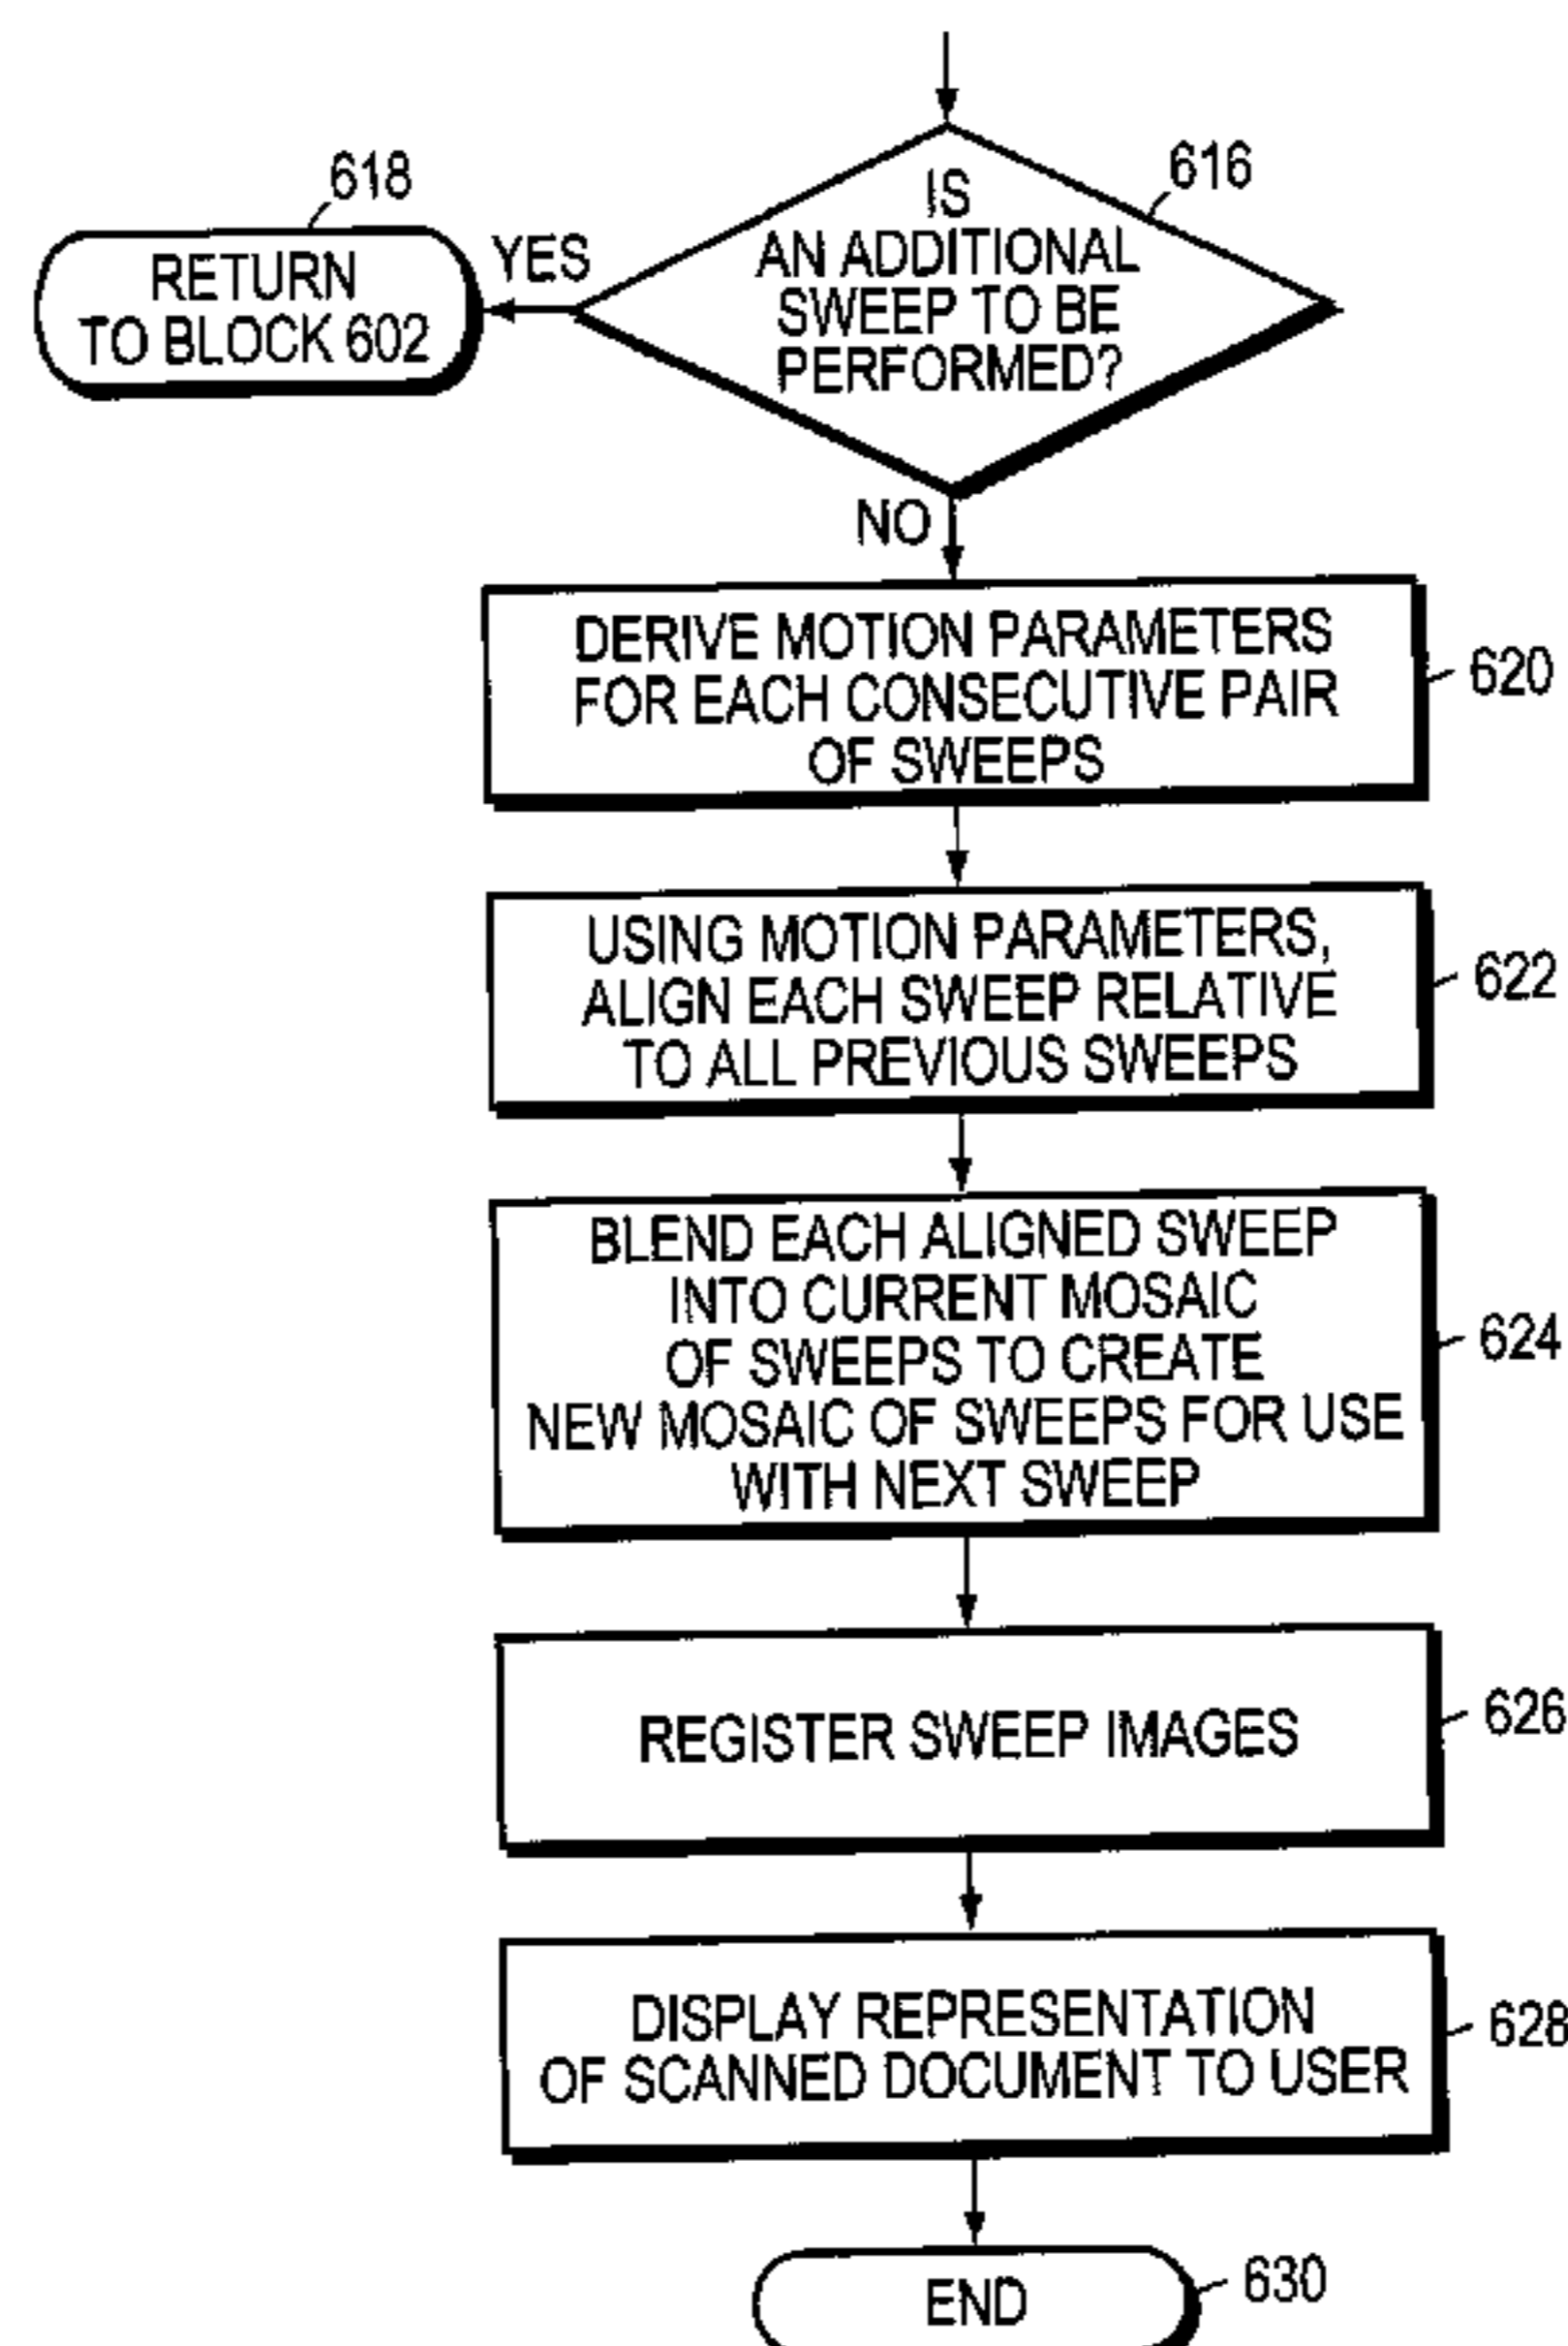 618
616
IS
AN ADDITIONAL
SWEEP TO BE
PERFORMED?
YES
RETURN
TO BLOCK 602
NO
DERIVE MOTION PARAMETERS
FOR EACH CONSECUTIVE PAIR
OF SWEEPS
620
USING MOTION PARAMETERS,
ALIGN EACH SWEEP RELATIVE
TO ALL PREVIOUS SWEEPS
622
BLEND EACH ALIGNED SWEEP
INTO CURRENT MOSAIC
OF SWEEPS TO CREATE
NEW MOSAIC OF SWEEPS FOR USE
WITH NEXT SWEEP
624
REGISTER SWEEP IMAGES
626
DISPLAY REPRESENTATION
OF SCANNED DOCUMENT TO USER
628
END
630